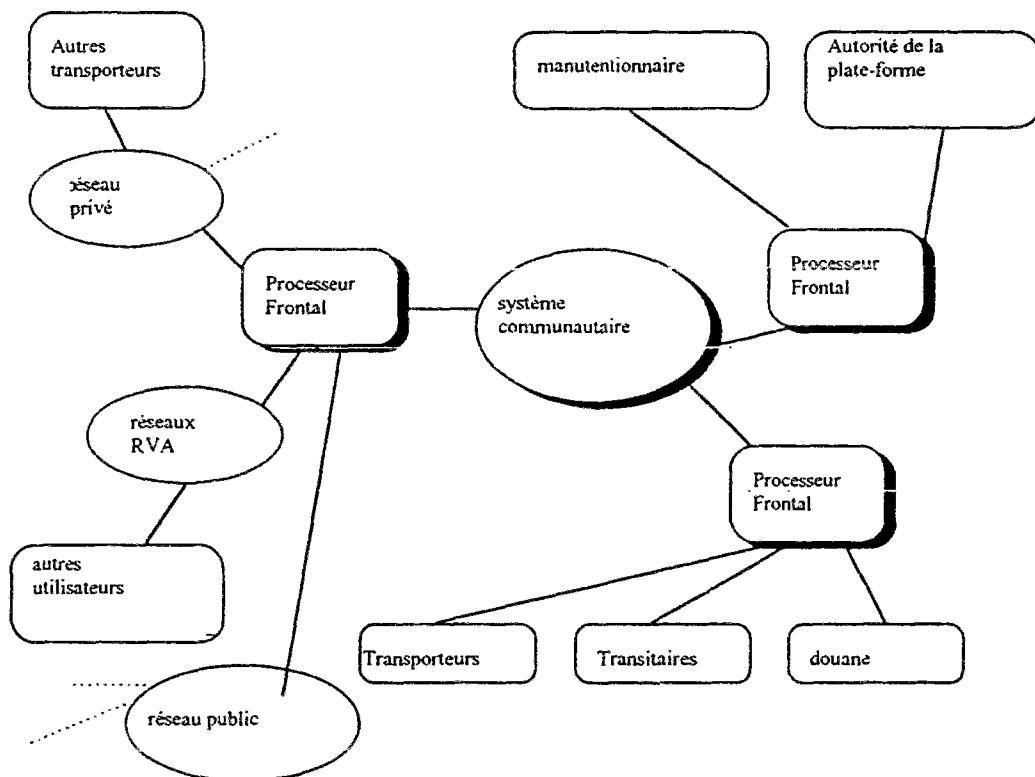 Autres
transporteurs
manutentionnaire
Autorité de la
plate-forme
réseau
privé
Processeur
Frontal
système
communautaire
Processeur
Frontal
réseaux
RVA
Processeur
Frontal
autres
utilisateurs
Transporteurs
Transitaires
douane
réseau public